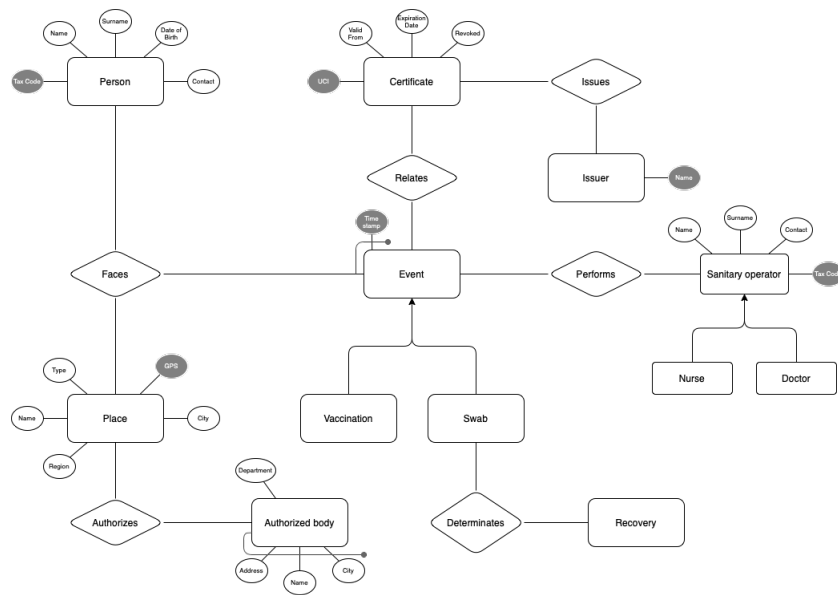 Surname
Expiration
Date
Name
Date of
Birth
Valid
From
Revoked
Tax Code
Person
Contact
UCI
Certificate
Issues
Relates
Issuer
Name
Time
stamp
Surname
Name
Contact
Faces
Event
Performs
Sanitary operator
Tax Code
Type
GPS
Nurse
Doctor
Name
Place
City
Vaccination
Swab
Region
Department
Authorizes
Authorized body
Determinates
Recovery
Address
Name
City